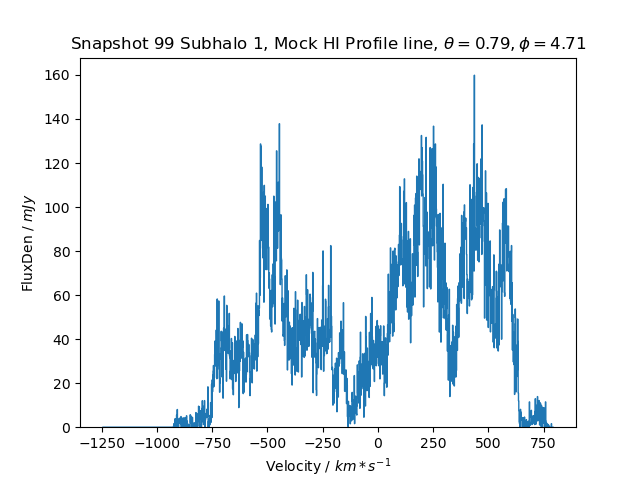 Snapshot 99 Subhalo 1, Mock HI Profile line, θ = 0.79, ϕ = 4.71
FluxDen / mJy
160
140
120
100
80
60
40
20
0
−1250 −1000 −750 −500 −250 0 250 500 750
Velocity / km * s⁻¹